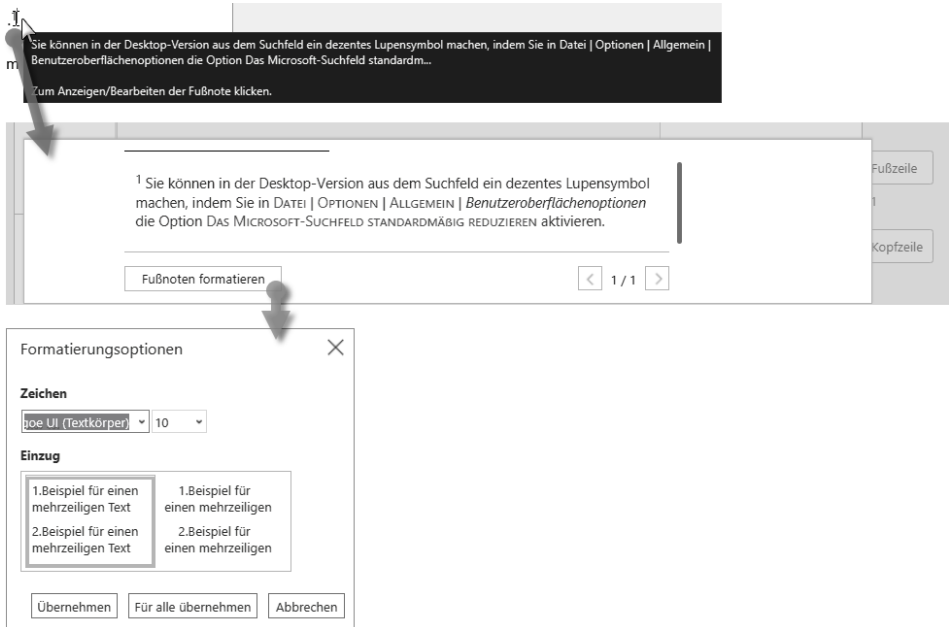 .1
m
Sie können in der Desktop-Version aus dem Suchfeld ein dezentes Lupensymbol machen, indem Sie in Datei | Optionen | Allgemein |
Benutzeroberflächenoptionen die Option Das Microsoft-Suchfeld standardm...
Zum Anzeigen/Bearbeiten der Fußnote klicken.
1 Sie können in der Desktop-Version aus dem Suchfeld ein dezentes Lupensymbol
machen, indem Sie in DATEI | OPTIONEN | ALLGEMEIN | Benutzeroberflächenoptionen
die Option DAS MICROSOFT-SUCHFELD STANDARDMÄßIG REDUZIEREN aktivieren.
Fußzeile
1
Kopfzeile
Fußnoten formatieren
< 1 / 1 >
Formatierungsoptionen
Zeichen
goe UI (Textkörper) 10
Einzug
1.Beispiel für einen
mehrzeiligen Text
2.Beispiel für einen
mehrzeiligen Text
1.Beispiel für
einen mehrzeiligen
2.Beispiel für
einen mehrzeiligen
Übernehmen Für alle übernehmen Abbrechen